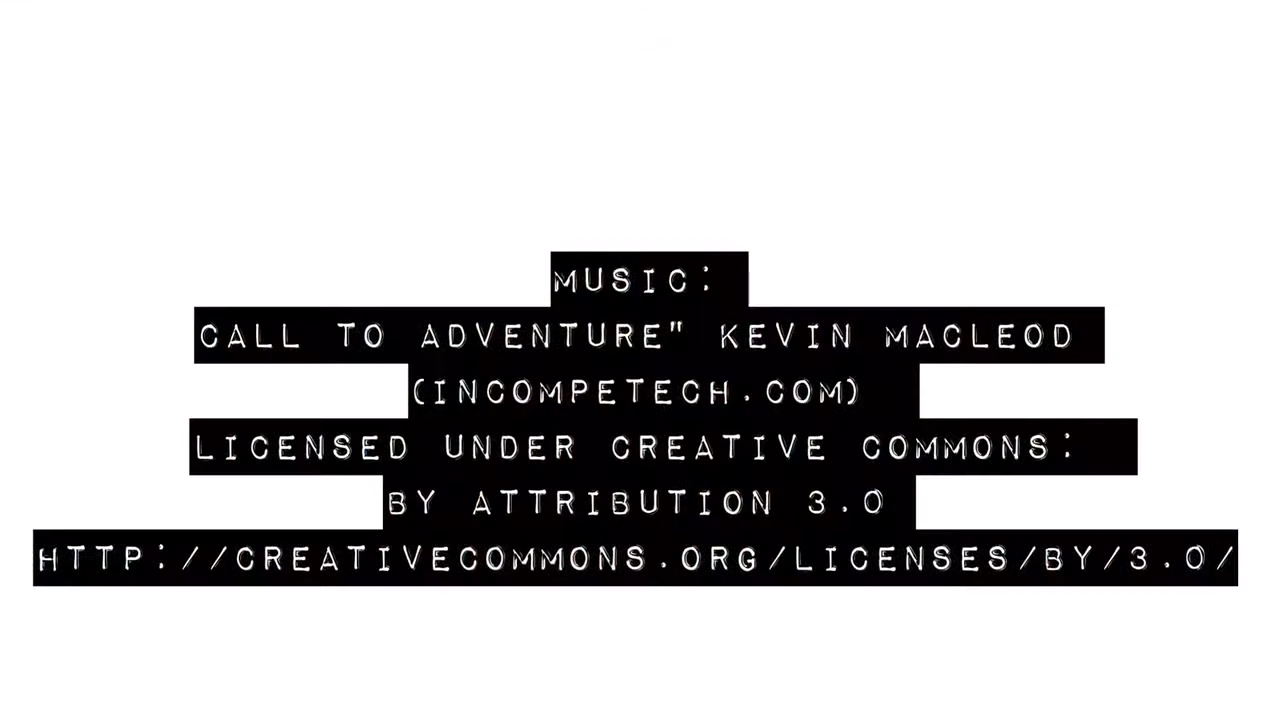 MUSIC:
CALL TO ADVENTURE" KEVIN MACLEOD
(INCOMPETECH.COM)
LICENSED UNDER CREATIVE COMMONS:
BY ATTRIBUTION 3.0
HTTP://CREATIVECOMMONS.ORG/LICENSES/BY/3.0/